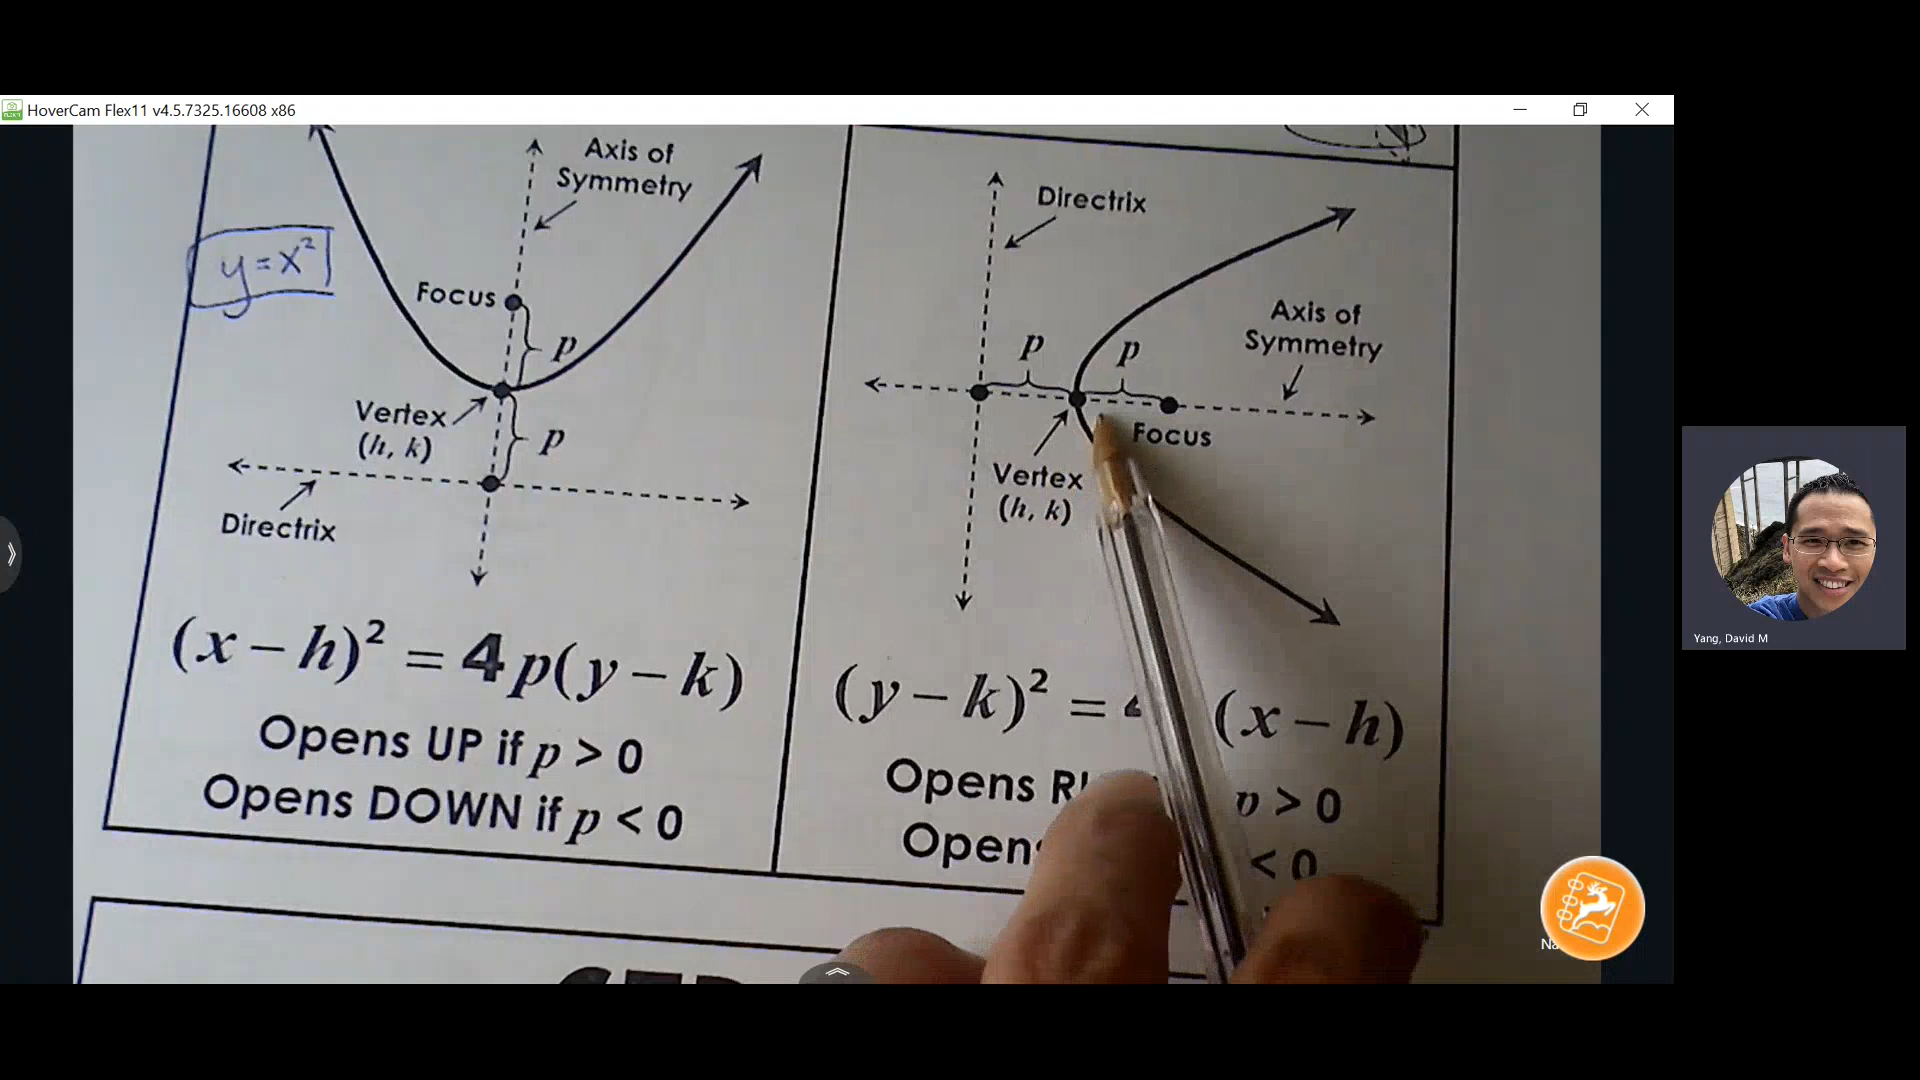 HoverCam Flex11 v4.5.7325.16608 x86
Axis of
Symmetry
y=x²
Focus
p
Vertex
(h, k)
p
Directrix
(x – h)² = 4p(y – k)
Opens UP if p > 0
Opens DOWN if p < 0
Directrix
Axis of
Symmetry
p
p
Focus
Vertex
(h, k)
(y – k)² = (x – h)
Opens p > 0
< 0
Yang, David M